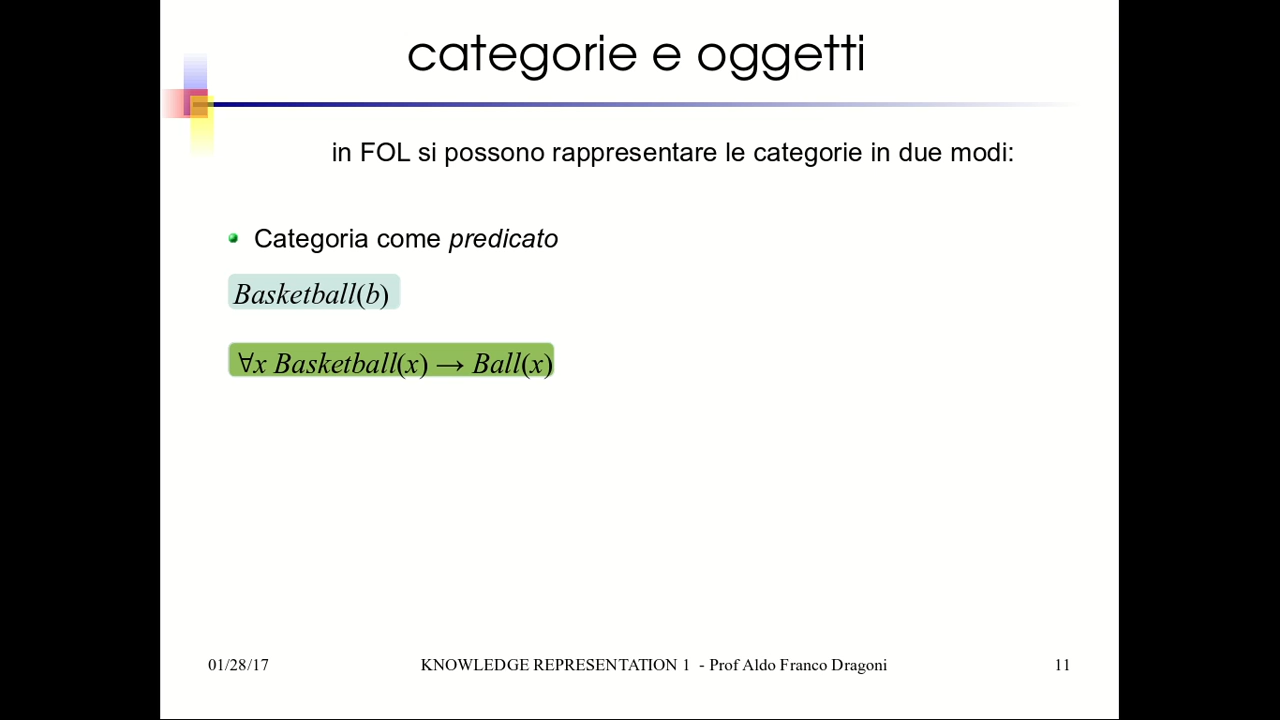 categorie e oggetti
in FOL si possono rappresentare le categorie in due modi:
Categoria come predicato
Basketball(b)
∀x Basketball(x) → Ball(x)
01/28/17 KNOWLEDGE REPRESENTATION 1 - Prof Aldo Franco Dragoni 11